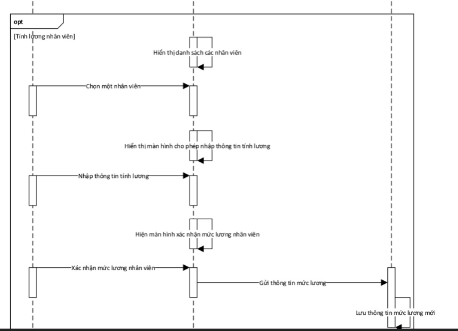 opt
[Tính lương nhân viên]
Hiển thị danh sách các nhân viên
Chọn một nhân viên
Hiển thị màn hình cho phép nhập thông tin tính lương
Nhập thông tin tính lương
Hiện màn hình xác nhận mức lương nhân viên
Xác nhận mức lương nhân viên
Gửi thông tin mức lương
Lưu thông tin mức lương mới